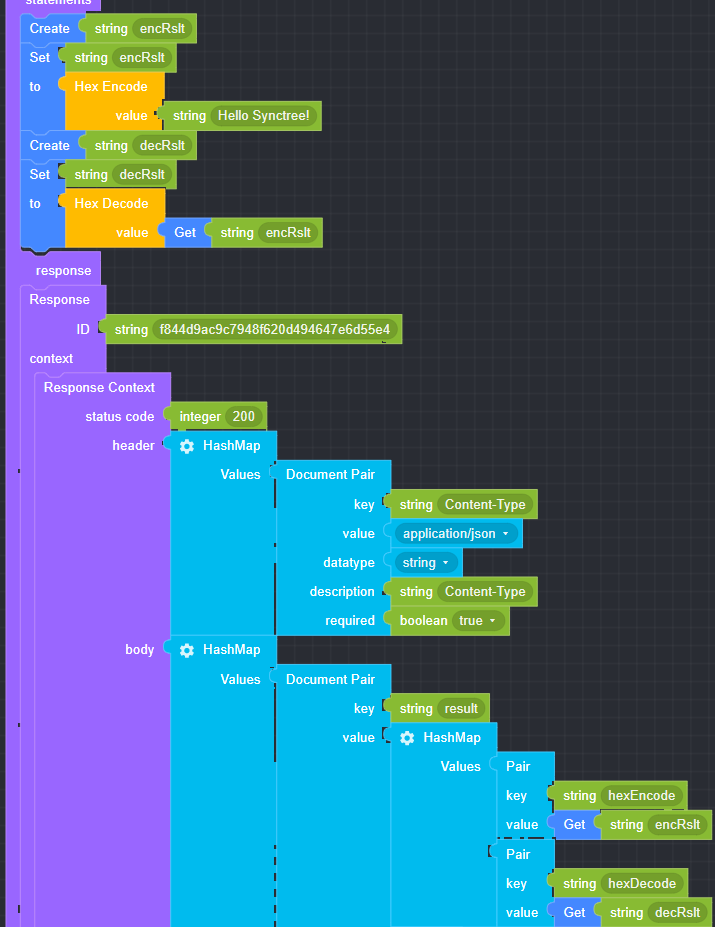 statements
Create string encRslt
Set string encRslt
to Hex Encode
value string Hello Synctree!
Create string decRslt
Set string decRslt
to Hex Decode
value Get string encRslt
response
Response
ID string f844d9ac9c7948f620d494647e6d55e4
context
Response Context
status code integer 200
header HashMap
Values Document Pair
key string Content-Type
value application/json
datatype string
description string Content-Type
required boolean true
body HashMap
Values Document Pair
key string result
value HashMap
Values Pair
key string hexEncode
value Get string encRslt
Pair
key string hexDecode
value Get string decRslt